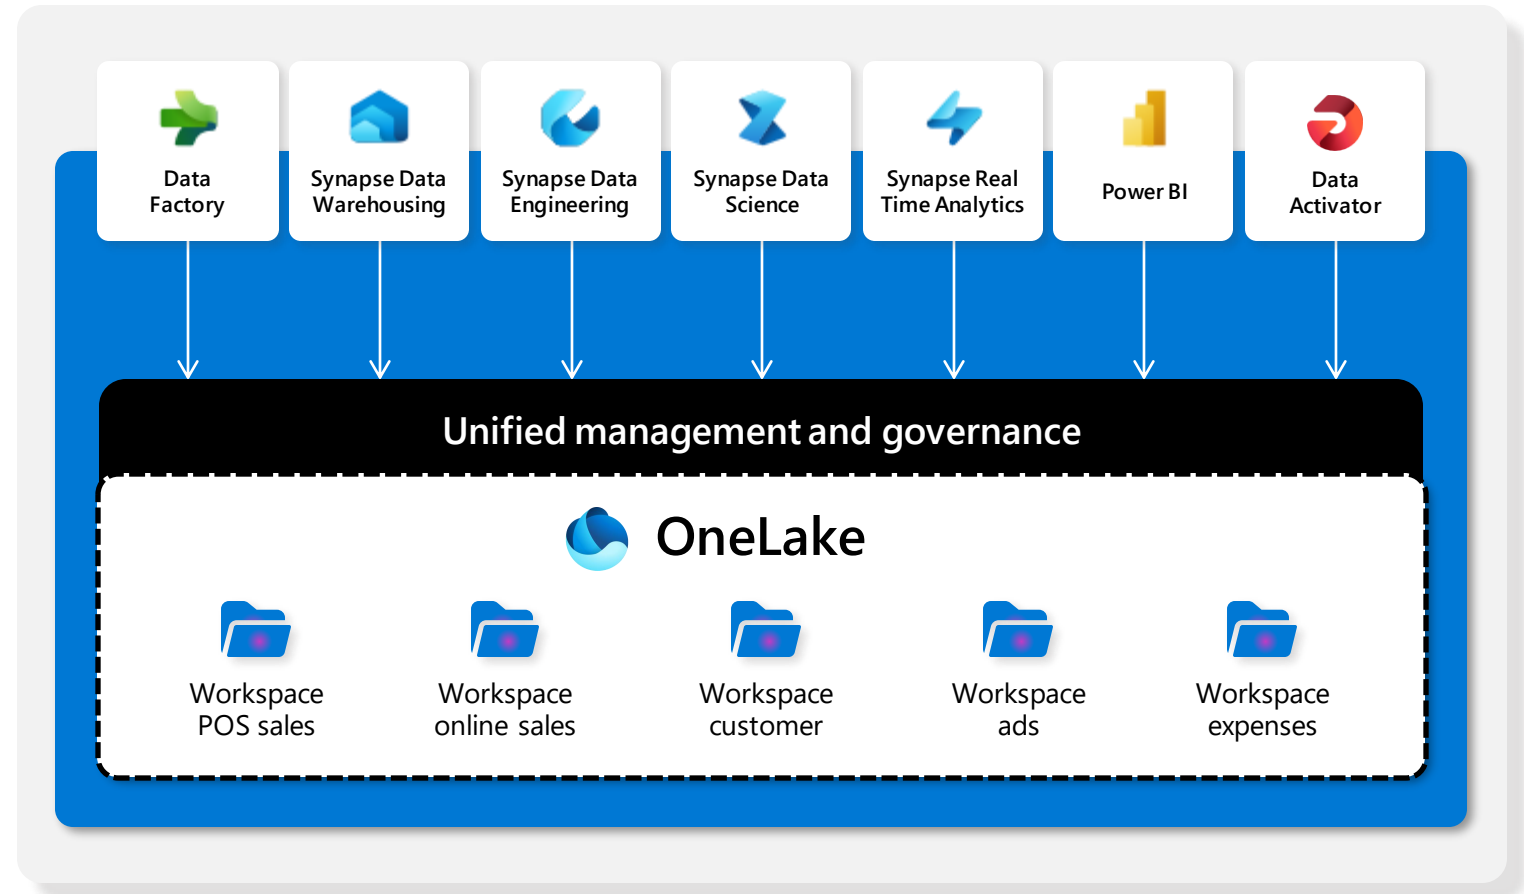 Data
Factory
Synapse Data
Warehousing
Synapse Data
Engineering
Synapse Data
Science
Synapse Real
Time Analytics
Power BI
Data
Activator
Unified management and governance
OneLake
Workspace
POS sales
Workspace
online sales
Workspace
customer
Workspace
ads
Workspace
expenses